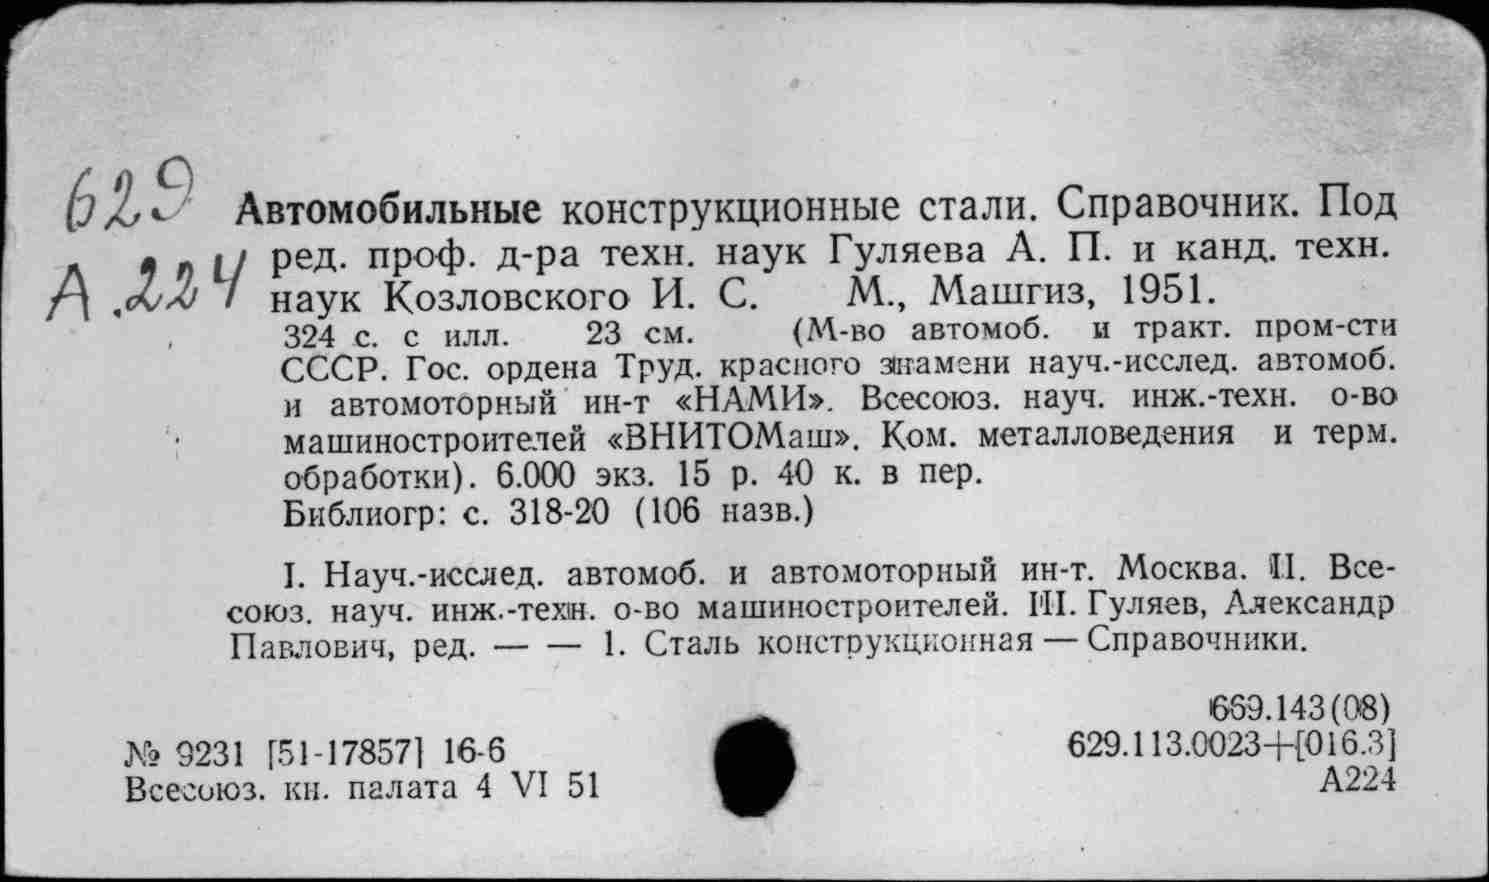 629
А.224
Автомобильные конструкционные стали. Справочник. Под
ред. проф. д-ра техн. наук Гуляева А. П. и канд. техн.
наук Козловского И. С. М., Машгиз, 1951.
324 с. с илл. 23 см. (М-во автомоб. и тракт. пром-сти
СССР. Гос. ордена Труд. красного знамени науч.-исслед. автомоб.
и автомоторный ин-т «НАМИ». Всесоюз. науч. инж.-техн. о-во
машиностроителей «ВНИТОМаш». Ком. металловедения и терм.
обработки). 6.000 экз. 15 р. 40 к. в пер.
Библиогр: с. 318-20 (106 назв.)
I. Науч.-исслед. автомоб. и автомоторный ин-т. Москва. II. Все-
союз. науч. инж.-техн. о-во машиностроителей. III. Гуляев, Александр
Павлович, ред. — — 1. Сталь конструкционная — Справочники.
669.143(08)
629.113.0023+[016.3]
А224
№ 9231 [51-17857] 16-6
Всесоюз. кн. палата 4 VI 51